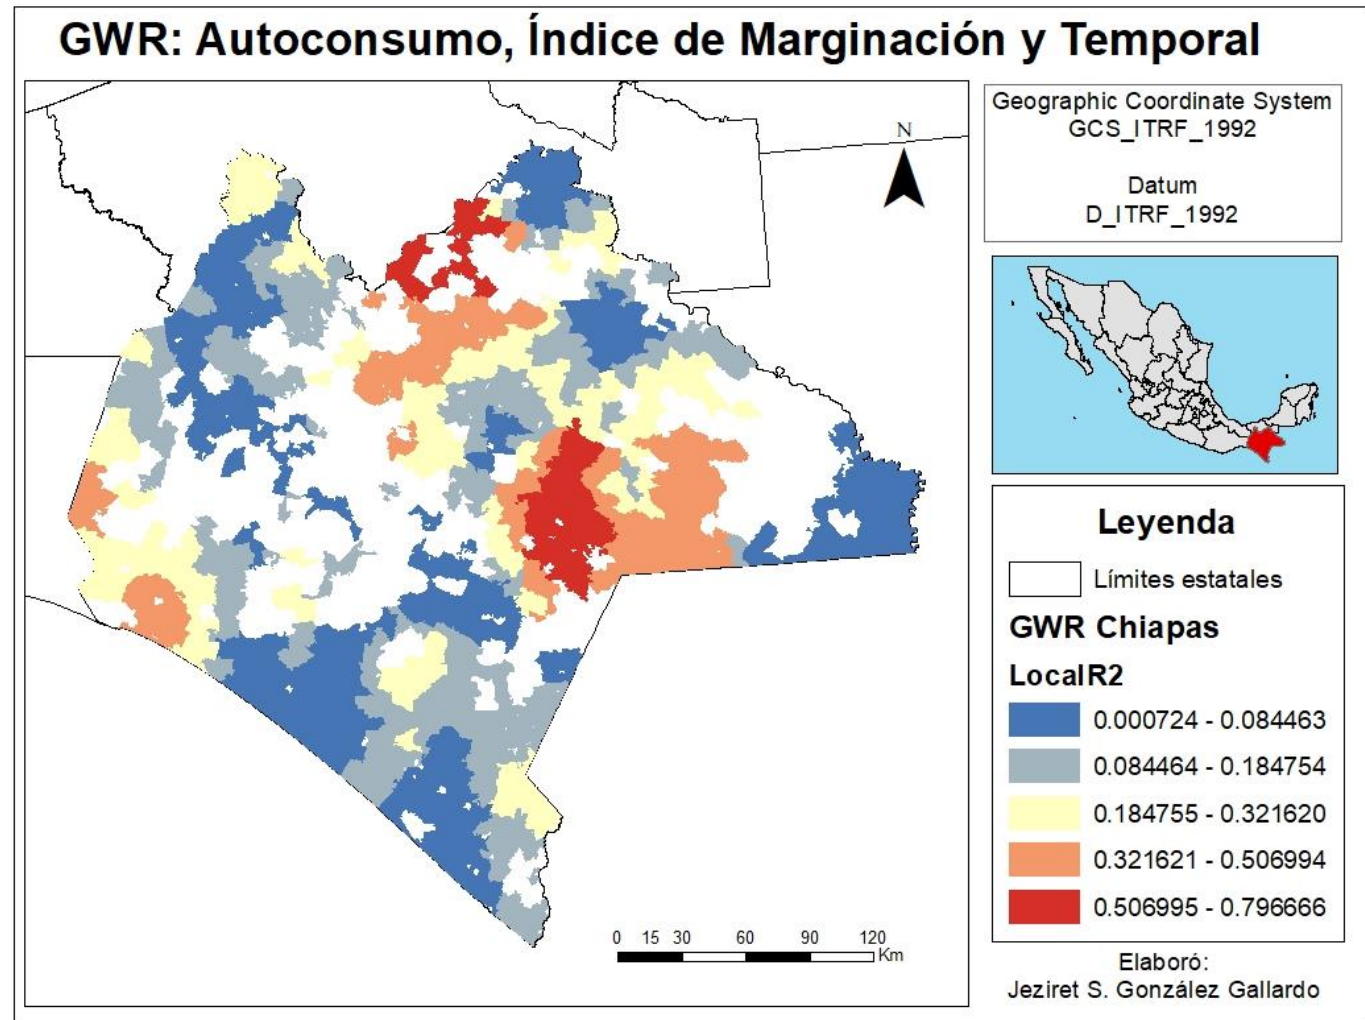 GWR: Autoconsumo, Índice de Marginación y Temporal
N
Geographic Coordinate System
GCS_ITRF_1992
Datum
D_ITRF_1992
Leyenda
Límites estatales
GWR Chiapas
LocalR2
0.000724 - 0.084463
0.084464 - 0.184754
0.184755 - 0.321620
0.321621 - 0.506994
0.506995 - 0.796666
0 15 30 60 90 120
Km
Elaboró:
Jeziret S. González Gallardo